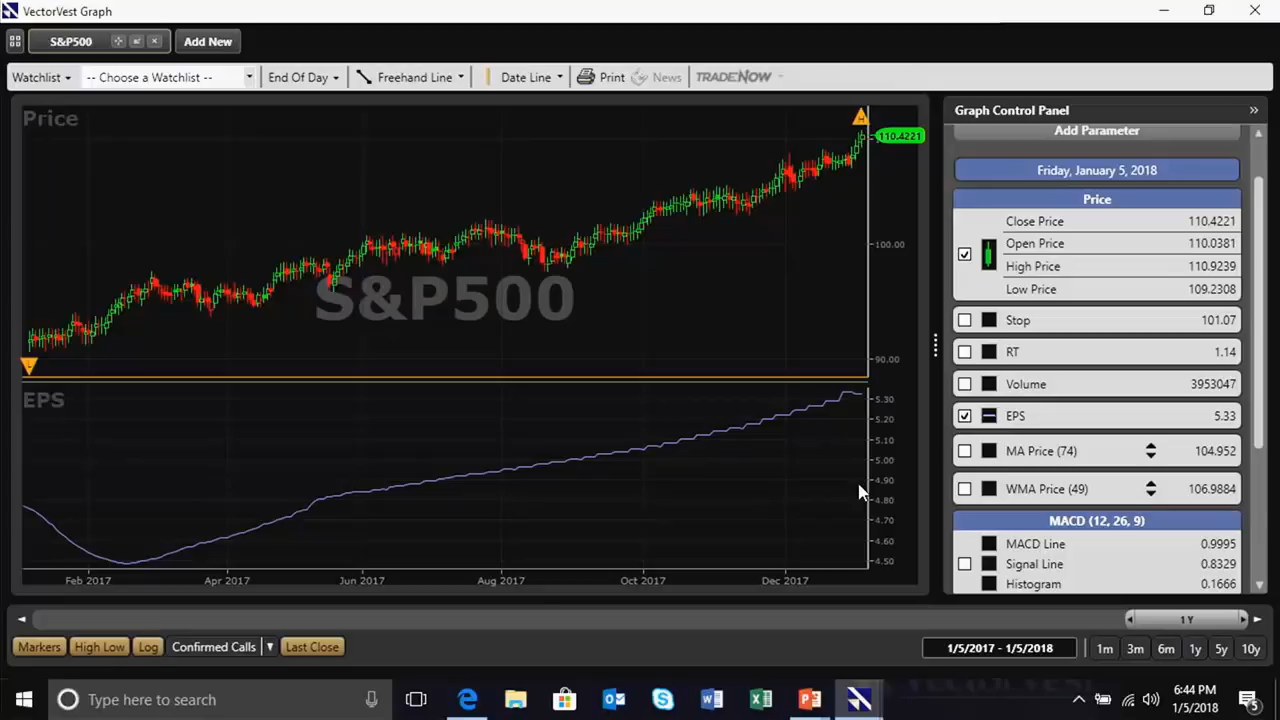 VectorVest Graph
S&P500
Add New
Watchlist
-- Choose a Watchlist --
End Of Day
Freehand Line
Date Line
Print
News
TRADENOW
Price
H
110.4221
100.00
S&P500
90.00
L
EPS
5.30
5.20
5.10
5.00
4.90
4.80
4.70
4.60
4.50
Feb 2017
Apr 2017
Jun 2017
Aug 2017
Oct 2017
Dec 2017
Graph Control Panel
Add Parameter
Friday, January 5, 2018
Price
Close Price 110.4221
Open Price 110.0381
High Price 110.9239
Low Price 109.2308
Stop 101.07
RT 1.14
Volume 3953047
EPS 5.33
MA Price (74) 104.952
WMA Price (49) 106.9884
MACD (12, 26, 9)
MACD Line 0.9995
Signal Line 0.8329
Histogram 0.1666
1Y
Markers
High Low
Log
Confirmed Calls
Last Close
1/5/2017 - 1/5/2018
1m 3m 6m 1y 5y 10y
Type here to search
6:44 PM
1/5/2018
5